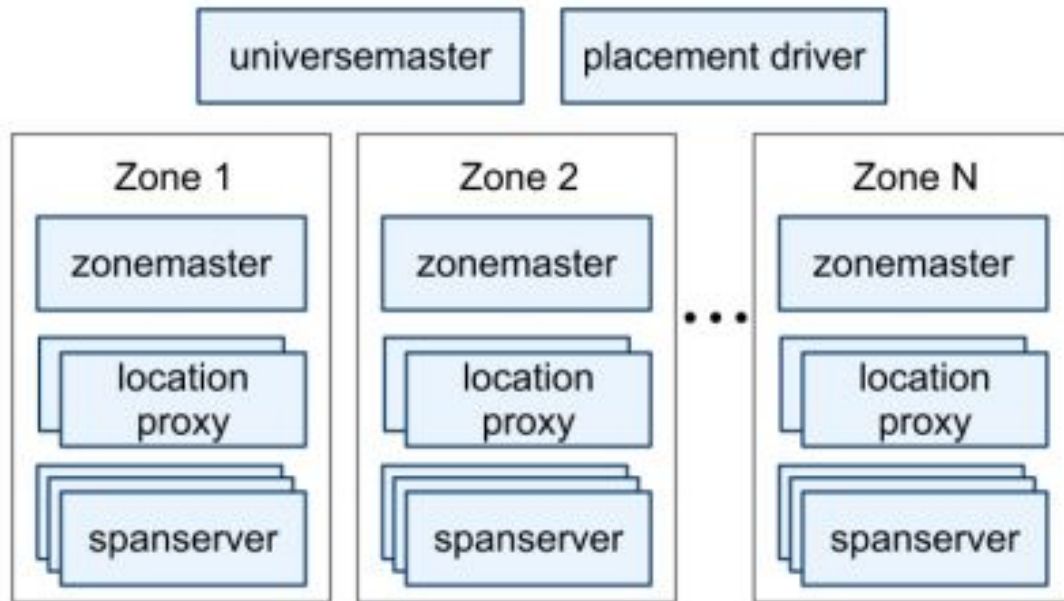 universemaster
placement driver
Zone 1
zonemaster
location
proxy
spanserver
Zone 2
zonemaster
location
proxy
spanserver
...
Zone N
zonemaster
location
proxy
spanserver